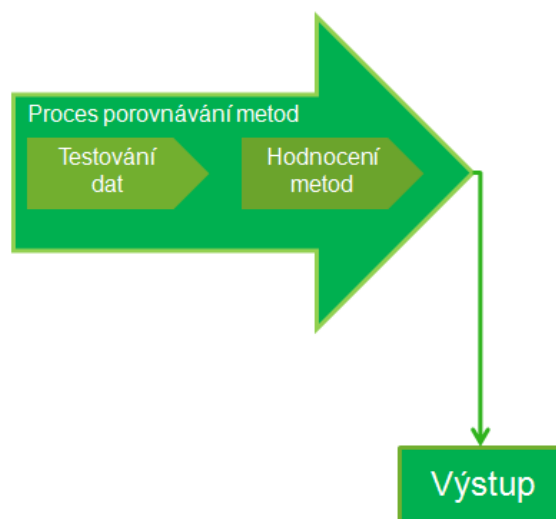 Proces porovnávání metod
Testování
dat
Hodnocení
metod
Výstup